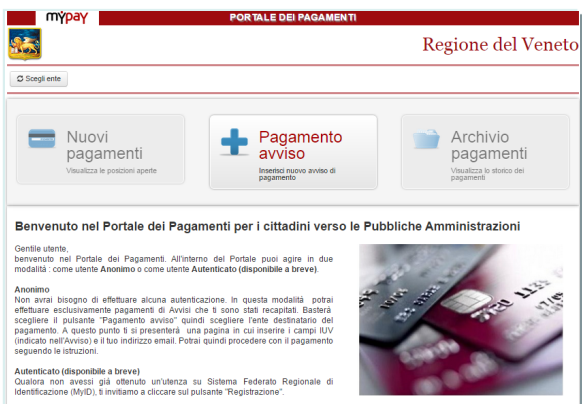 mypay
PORTALE DEI PAGAMENTI
Regione del Veneto
Scegli ente
Nuovi
pagamenti
Visualizza le posizioni aperte
Pagamento
avviso
Inserisci nuovo avviso di
pagamento
Archivio
pagamenti
Visualizza lo storico dei
pagamenti
Benvenuto nel Portale dei Pagamenti per i cittadini verso le Pubbliche Amministrazioni
Gentile utente,
benvenuto nel Portale dei Pagamenti. All'interno del Portale puoi agire in due
modalità : come utente Anonimo o come utente Autenticato (disponibile a breve).
Anonimo
Non avrai bisogno di effettuare alcuna autenticazione. In questa modalità potrai
effettuare esclusivamente pagamenti di Avvisi che ti sono stati recapitati. Basterà
scegliere il pulsante "Pagamento avviso" quindi scegliere l'ente destinatario del
pagamento. A questo punto ti si presenterà una pagina in cui inserire i campi IUV
(indicato nell'Avviso) e il tuo indirizzo email. Potrai quindi procedere con il pagamento
seguendo le istruzioni.
Autenticato (disponibile a breve)
Qualora non avessi già ottenuto un'utenza su Sistema Federato Regionale di
Identificazione (MyID), ti invitiamo a cliccare sul pulsante "Registrazione".